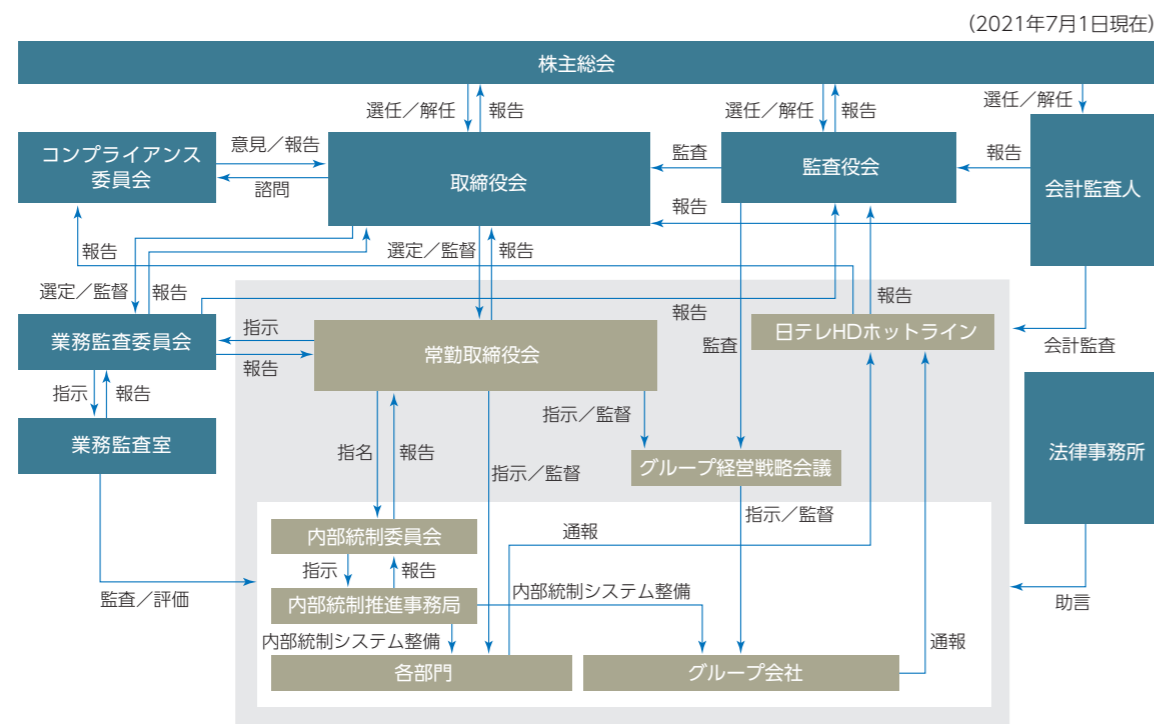 (2021年7月1日現在)
株主総会
選任／解任
報告
選任／解任
報告
選任／解任
コンプライアンス
委員会
意見／報告
諮問
取締役会
監査
監査役会
報告
会計監査人
報告
報告
選定／監督
報告
選定／監督
報告
報告
報告
業務監査委員会
指示
報告
常勤取締役会
監査
日テレHDホットライン
会計監査
指示
報告
指示／監督
業務監査室
指名
報告
指示／監督
グループ経営戦略会議
法律事務所
指示／監督
内部統制委員会
通報
指示
報告
監査／評価
内部統制推進事務局
内部統制システム整備
助言
内部統制システム整備
通報
各部門
グループ会社